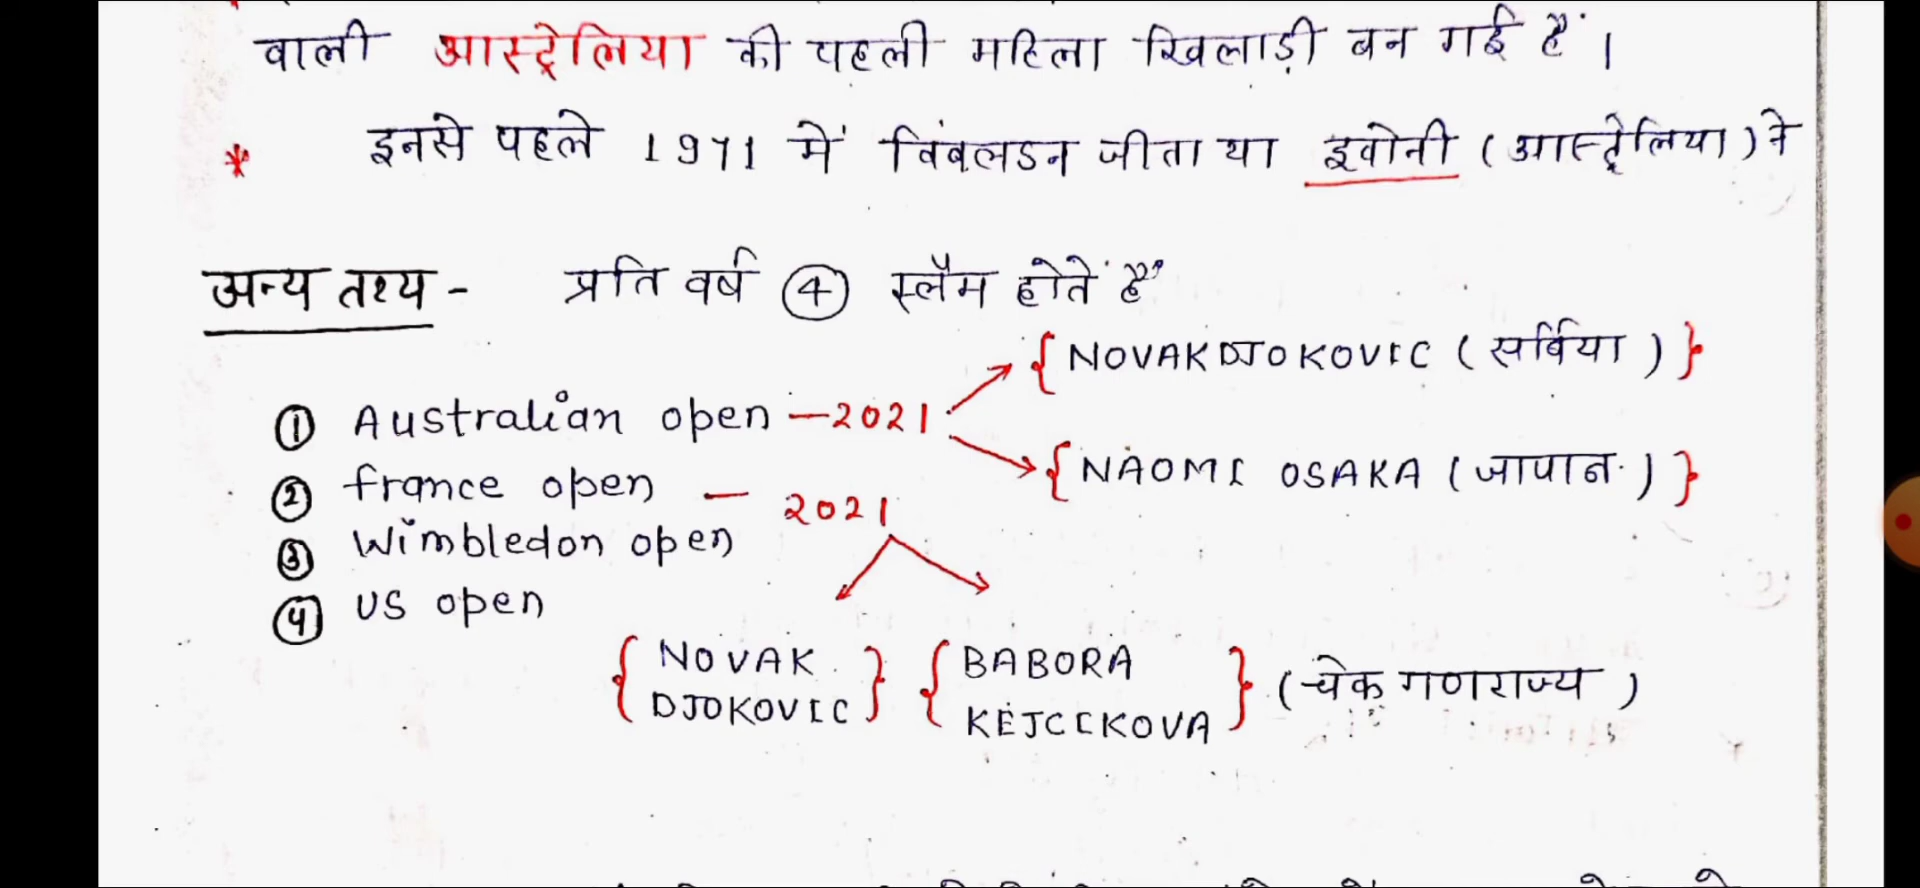 वाली आस्ट्रेलिया की पहली महिला खिलाड़ी बन गई हैं ।
* इनसे पहले 1971 में विंबलडन जीता था इवोनी ( आस्ट्रेलिया ) ने
अन्य तथ्य - प्रति वर्ष 4 स्लैम होतें हैं
{ NOVAK DJOKOVIC ( सर्बिया ) }
1 Australian open - 2021
{ NAOMI OSAKA ( जापान ) }
2 france open - 2021
3 Wimbledon open
4 US open
{ NOVAK DJOKOVIC } { BABORA KEJCIKOVA } ( चेक गणराज्य )